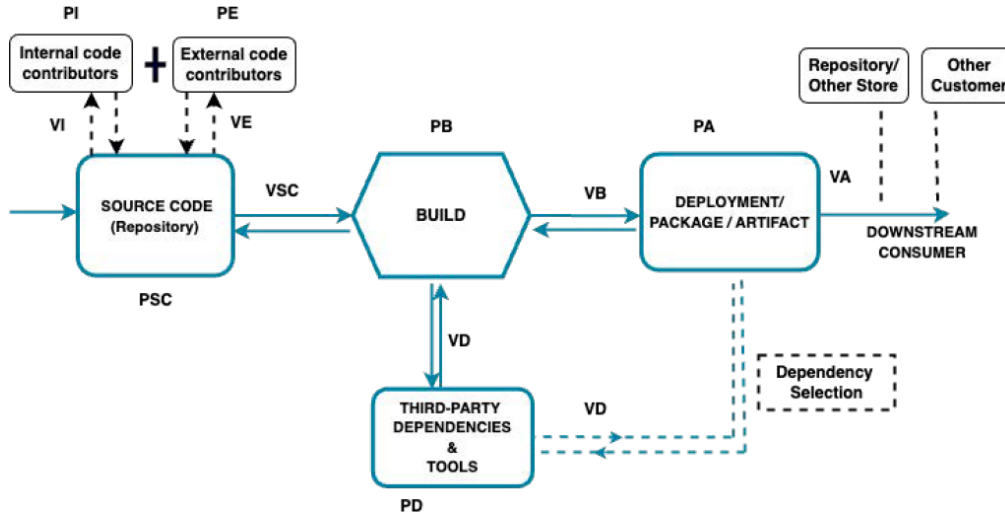 PI
PE
Internal code
contributors
External code
contributors
Repository/
Other Store
Other
Customer
VI
VE
PB
PA
SOURCE CODE
(Repository)
VSC
BUILD
VB
DEPLOYMENT/
PACKAGE / ARTIFACT
VA
DOWNSTREAM
CONSUMER
PSC
VD
Dependency
Selection
THIRD-PARTY
DEPENDENCIES
&
TOOLS
VD
PD